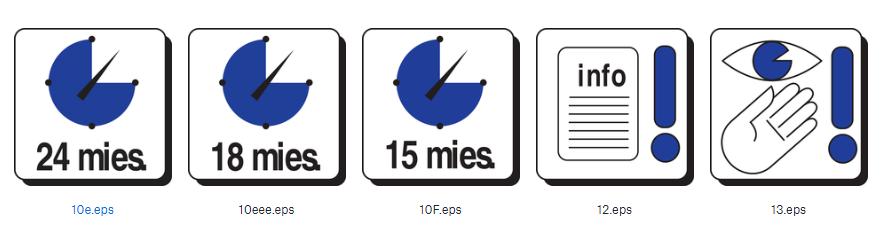 24 mies.
18 mies.
15 mies.
info
10e.eps
10eee.eps
10F.eps
12.eps
13.eps